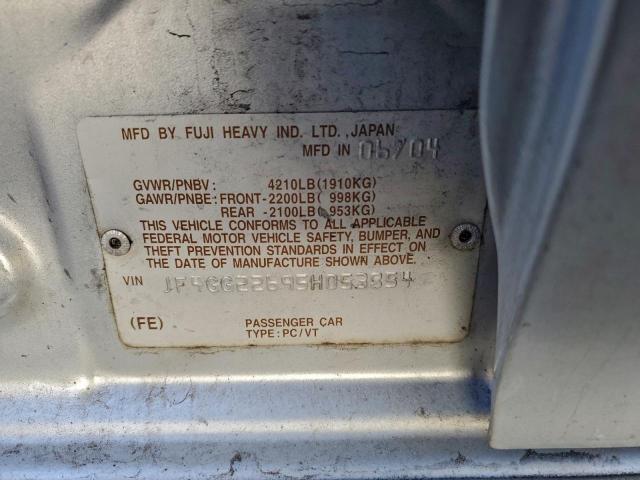 MFD BY FUJI HEAVY IND. LTD.,JAPAN
MFD IN 06/04
GVWR/PNBV : 4210LB(1910KG)
GAWR/PNBE: FRONT-2200LB( 998KG)
REAR -2100LB( 953KG)
THIS VEHICLE CONFORMS TO ALL APPLICABLE
FEDERAL MOTOR VEHICLE SAFETY, BUMPER, AND
THEFT PREVENTION STANDARDS IN EFFECT ON
THE DATE OF MANUFACTURE SHOWN ABOVE.
VIN JF4GG22695H053854
(FE) PASSENGER CAR
TYPE: PC/VT